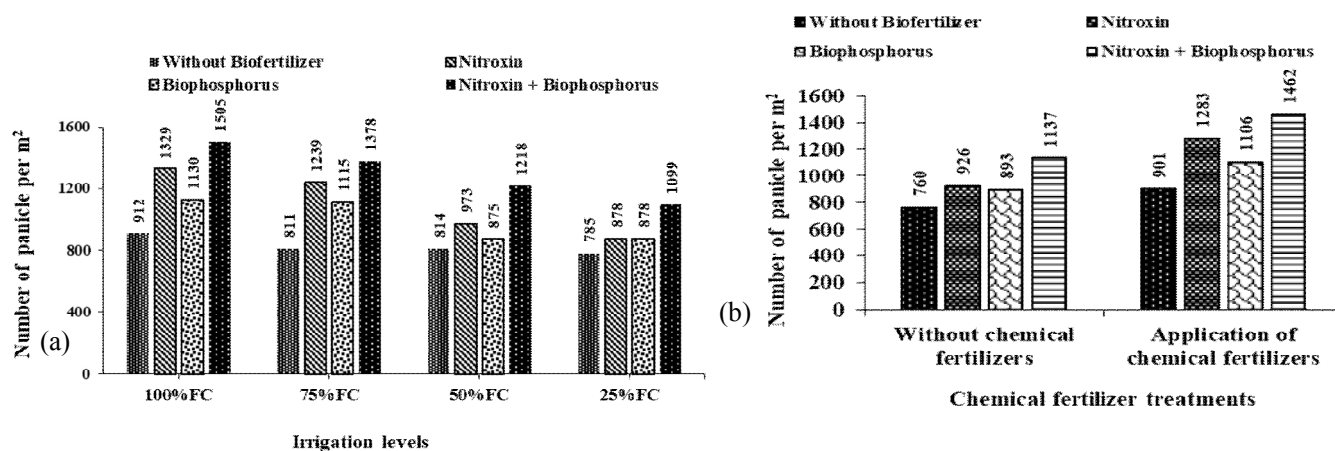 Without Biofertilizer Nitroxin
Biophosphorus Nitroxin + Biophosphorus
Number of panicle per m²
1600
1200
800
400
0
912 1329 1130 1505
811 1239 1115 1378
814 973 875 1218
785 878 878 1099
100%FC 75%FC 50%FC 25%FC
Irrigation levels
(a)
Without Biofertilizer Nitroxin
Biophosphorus Nitroxin + Biophosphorus
Number of panicle per m²
1600
1400
1200
1000
800
600
400
200
0
760 926 893 1137
901 1283 1106 1462
Without chemical fertilizers
Application of chemical fertilizers
Chemical fertilizer treatments
(b)